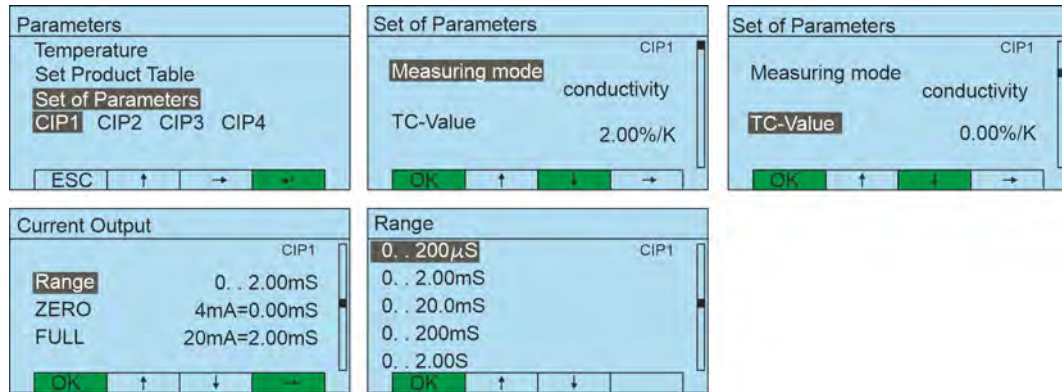 Parameters
Temperature
Set Product Table
Set of Parameters
CIP1 CIP2 CIP3 CIP4
ESC ↑ → ↵
Set of Parameters
CIP1
Measuring mode
conductivity
TC-Value
2.00%/K
OK ↑ ↓ →
Set of Parameters
CIP1
Measuring mode
conductivity
TC-Value
0.00%/K
OK ↑ ↓ →
Current Output
CIP1
Range 0. . 2.00mS
ZERO 4mA=0.00mS
FULL 20mA=2.00mS
OK ↑ ↓ →
Range
0. . 200µS CIP1
0. . 2.00mS
0. . 20.0mS
0. . 200mS
0. . 2.00S
OK ↑ ↓